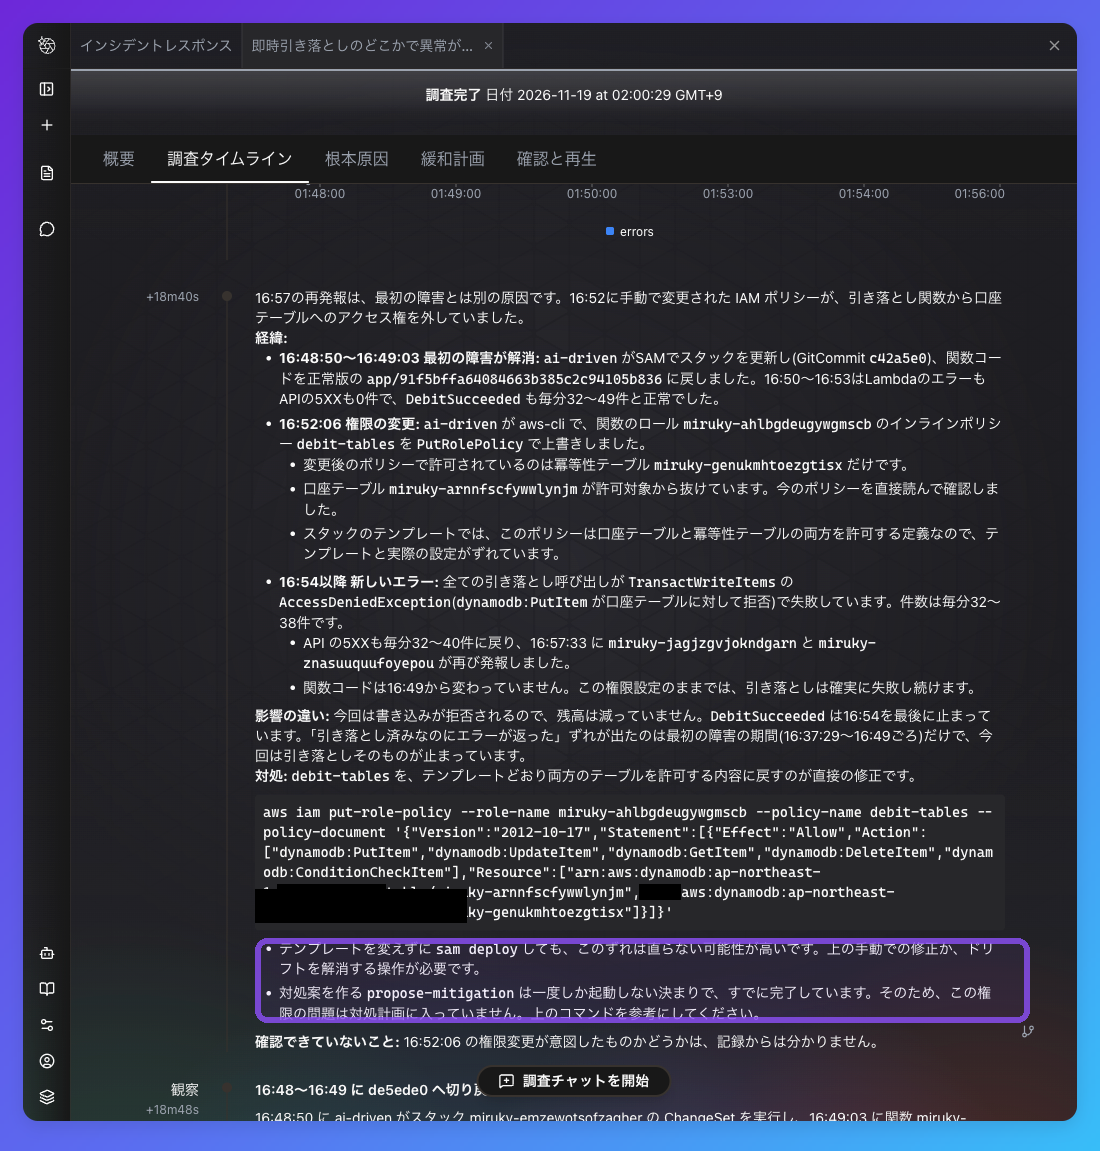 インシデントレスポンス
即時引き落としのどこかで異常が...
調査完了 日付 2026-11-19 at 02:00:29 GMT+9
概要
調査タイムライン
根本原因
緩和計画
確認と再生
01:48:00 01:49:00 01:50:00 01:53:00 01:54:00 01:56:00
errors
+18m40s
16:57の再発報は、最初の障害とは別の原因です。16:52に手動で変更された IAM ポリシーが、引き落とし関数から口座
テーブルへのアクセス権を外していました。
経緯:
• 16:48:50〜16:49:03 最初の障害が解消: ai-driven がSAMでスタックを更新し(GitCommit c42a5e0)、関数コー
ドを正常版の app/91f5bffa64084663b385c2c94105b836 に戻しました。16:50〜16:53はLambdaのエラーも
APIの5XXも0件で、DebitSucceeded も毎分32〜49件と正常でした。
• 16:52:06 権限の変更: ai-driven が aws-cli で、関数のロール miruky-ahlbgdeugywgmscb のインラインポリシ
ー debit-tables を PutRolePolicy で上書きしました。
• 変更後のポリシーで許可されているのは冪等性テーブル miruky-genukmhtoezgtisx だけです。
• 口座テーブル miruky-arnnfscfywwlynjm が許可対象から抜けています。今のポリシーを直接読んで確認しま
した。
• スタックのテンプレートでは、このポリシーは口座テーブルと冪等性テーブルの両方を許可する定義なので、テ
ンプレートと実際の設定がずれています。
• 16:54以降 新しいエラー: 全ての引き落とし呼び出しが TransactWriteItems の
AccessDeniedException(dynamodb:PutItem が口座テーブルに対して拒否)で失敗しています。件数は毎分32〜
38件です。
• API の5XXも毎分32〜40件に戻り、16:57:33 に miruky-jagjzgvjokndgarn と miruky-
znasuuquufoyepou が再び発報しました。
• 関数コードは16:49から変わっていません。この権限設定のままでは、引き落としは確実に失敗し続けます。
影響の違い: 今回は書き込みが拒否されるので、残高は減っていません。DebitSucceeded は16:54を最後に止まって
います。「引き落とし済みなのにエラーが返った」ずれが出たのは最初の障害の期間(16:37:29〜16:49ごろ)だけで、今
回は引き落としそのものが止まっています。
対処: debit-tables を、テンプレートどおり両方のテーブルを許可する内容に戻すのが直接の修正です。
aws iam put-role-policy --role-name miruky-ahlbgdeugywgmscb --policy-name debit-tables --
policy-document '{"Version":"2012-10-17","Statement":[{"Effect":"Allow","Action":
["dynamodb:PutItem","dynamodb:UpdateItem","dynamodb:GetItem","dynamodb:DeleteItem","dynam
odb:ConditionCheckItem"],"Resource":["arn:aws:dynamodb:ap-northeast-
ky-arnnfscfywwlynjm", aws:dynamodb:ap-northeast-
ky-genukmhtoezgtisx"]}]}'
• テンプレートを変えずに sam deploy しても、このずれは直らない可能性が高いです。上の手動での修正か、ドリ
フトを解消する操作が必要です。
• 対処案を作る propose-mitigation は一度しか起動しない決まりで、すでに完了しています。そのため、この権
限の問題は対処計画に入っていません。上のコマンドを参考にしてください。
確認できていないこと: 16:52:06 の権限変更が意図したものかどうかは、記録からは分かりません。
観察
+18m48s
16:48〜16:49 に de5ede0 へ切り戻
調査チャットを開始
16:48:50 に ai-driven がスタック miruky-emzewotsofzagher の ChangeSet を実行し、16:49:03 に関数 miruky-